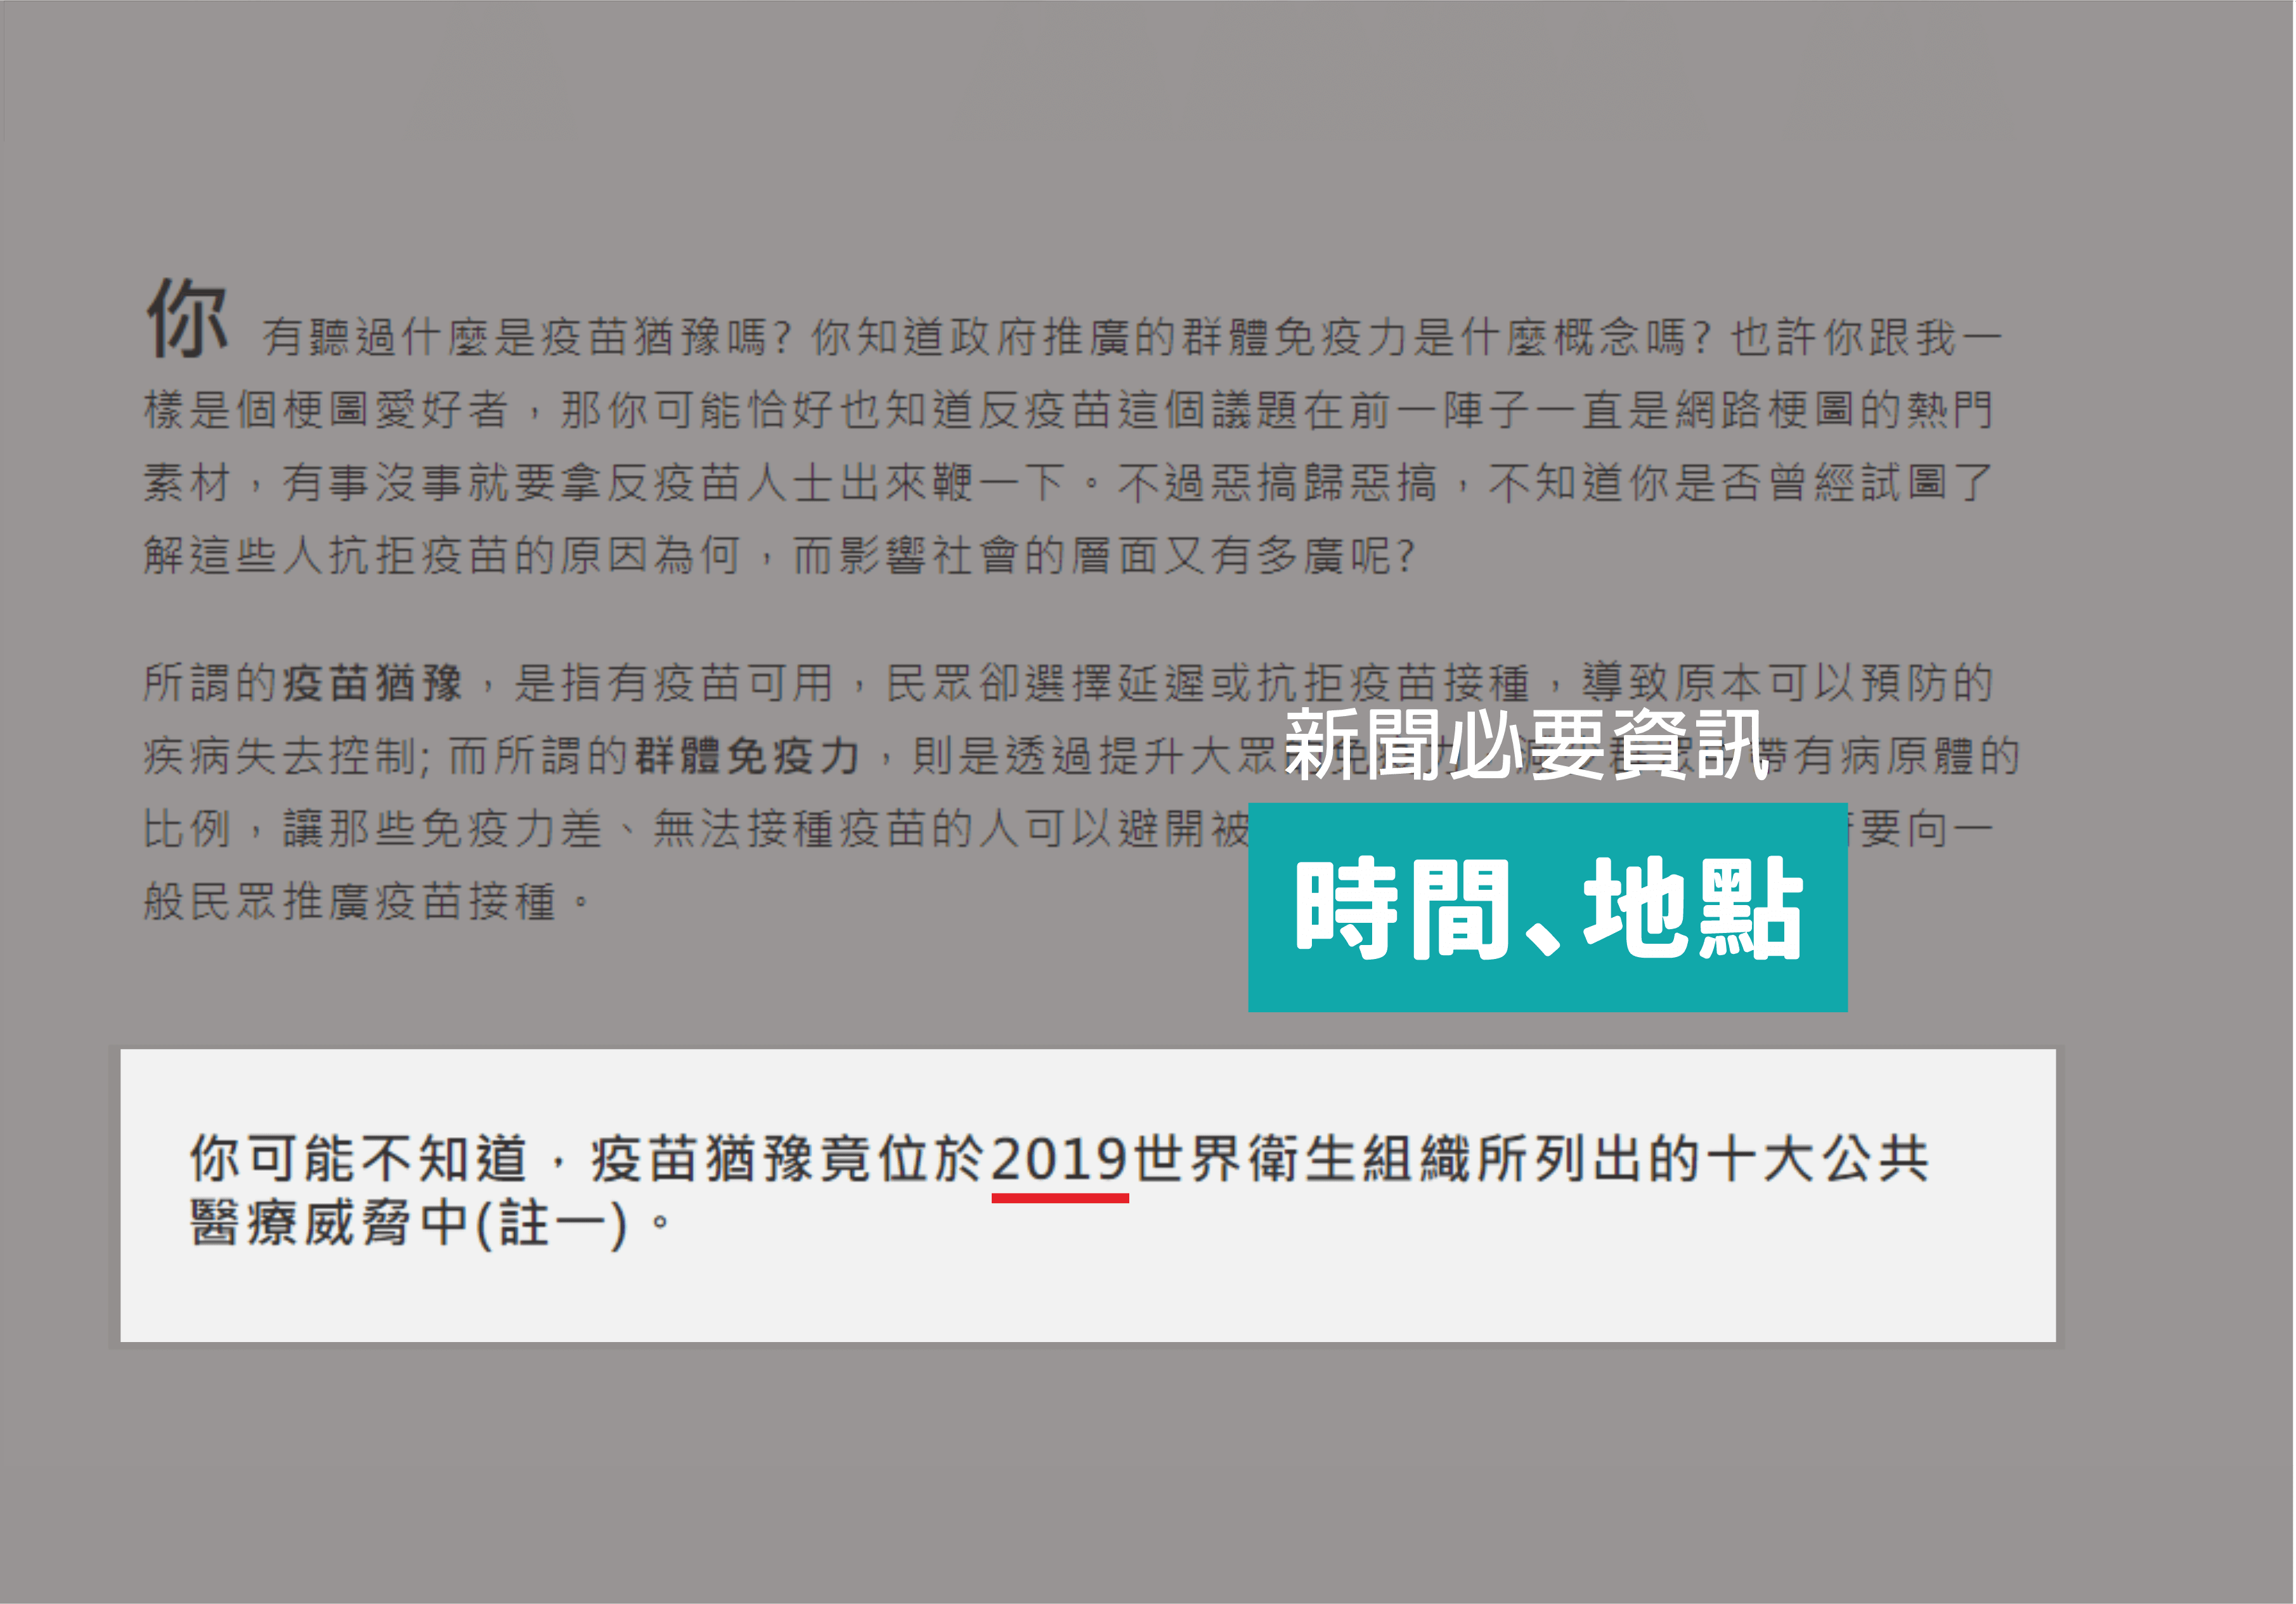 你 有聽過什麼是疫苗猶豫嗎? 你知道政府推廣的群體免疫力是什麼概念嗎? 也許你跟我一
樣是個梗圖愛好者，那你可能恰好也知道反疫苗這個議題在前一陣子一直是網路梗圖的熱門
素材，有事沒事就要拿反疫苗人士出來鞭一下。不過惡搞歸惡搞，不知道你是否曾經試圖了
解這些人抗拒疫苗的原因為何，而影響社會的層面又有多廣呢?
所謂的疫苗猶豫，是指有疫苗可用，民眾卻選擇延遲或抗拒疫苗接種，導致原本可以預防的
疾病失去控制; 而所謂的群體免疫力，則是透過提升大眾 帶有病原體的
比例，讓那些免疫力差、無法接種疫苗的人可以避開被 要向一
般民眾推廣疫苗接種。
新聞必要資訊
時間、地點
你可能不知道，疫苗猶豫竟位於2019世界衛生組織所列出的十大公共
醫療威脅中(註一)。